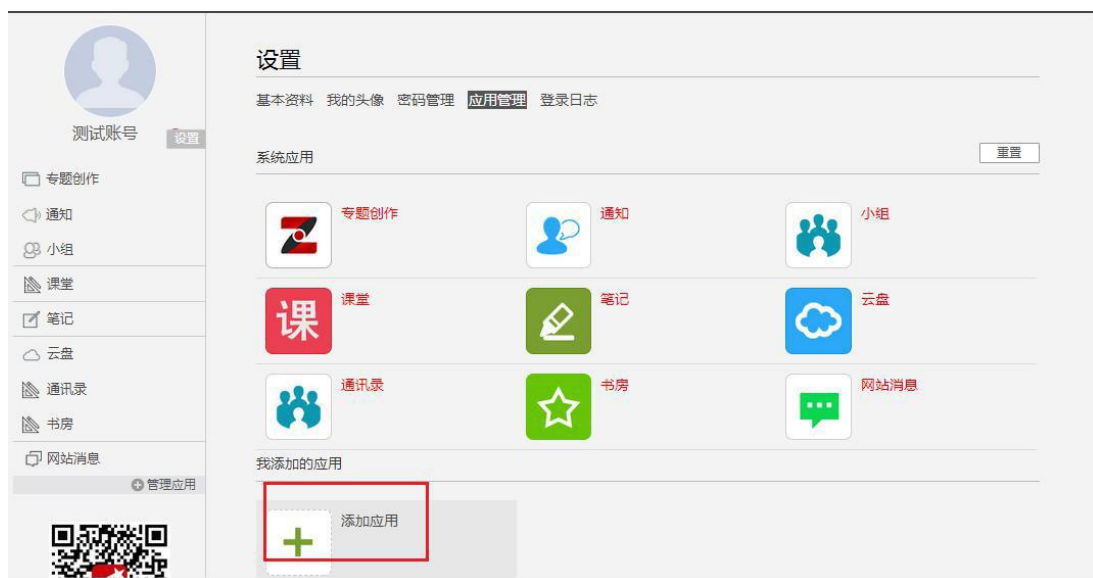 测试账号
设置
专题创作
通知
小组
课堂
笔记
云盘
通讯录
书房
网站消息
管理应用
设置
基本资料 我的头像 密码管理 应用管理 登录日志
系统应用 重置
专题创作 通知 小组
课 课堂 笔记 云盘
通讯录 书房 网站消息
我添加的应用
添加应用